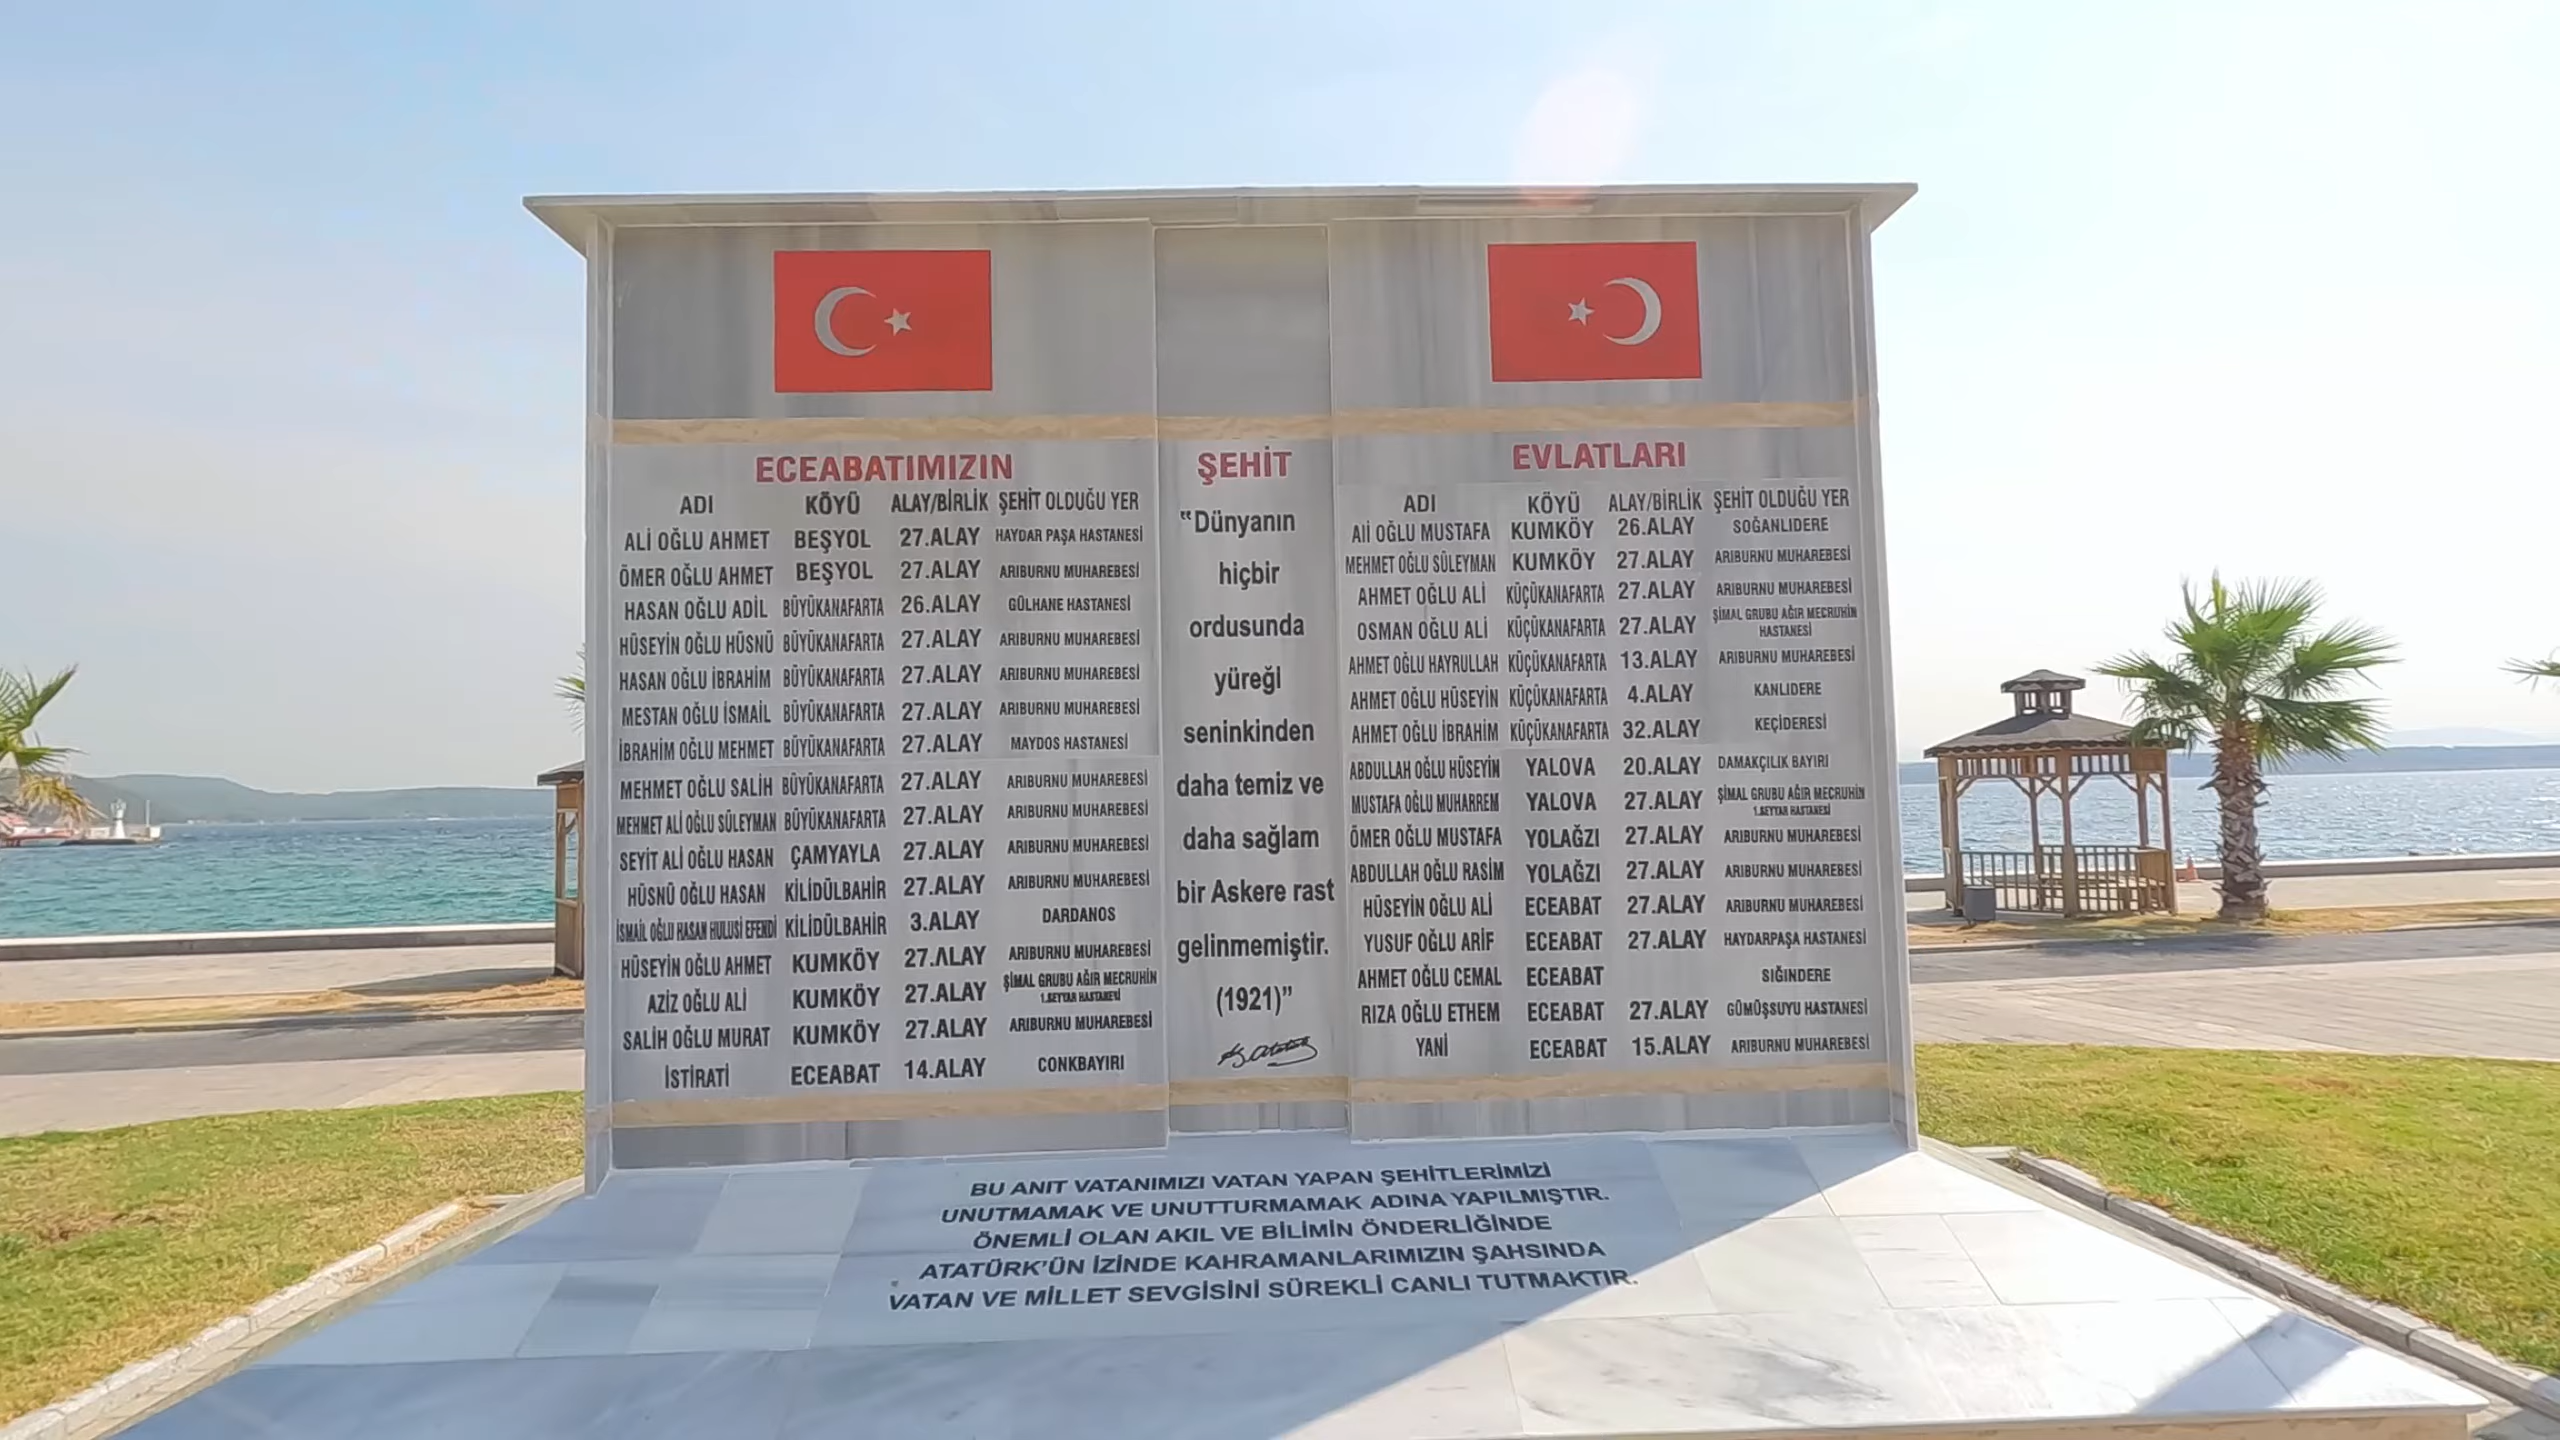 ECEABATIMIZIN ŞEHİT EVLATLARI
ADI KÖYÜ ALAY/BİRLİK ŞEHİT OLDUĞU YER
ALİ OĞLU AHMET BEŞYOL 27.ALAY HAYDAR PAŞA HASTANESİ
ÖMER OĞLU AHMET BEŞYOL 27.ALAY ARIBURNU MUHAREBESİ
HASAN OĞLU ADİL BÜYÜKANAFARTA 26.ALAY GÜLHANE HASTANESİ
HÜSEYİN OĞLU HÜSNÜ BÜYÜKANAFARTA 27.ALAY ARIBURNU MUHAREBESİ
HASAN OĞLU İBRAHİM BÜYÜKANAFARTA 27.ALAY ARIBURNU MUHAREBESİ
MESTAN OĞLU İSMAİL BÜYÜKANAFARTA 27.ALAY ARIBURNU MUHAREBESİ
İBRAHİM OĞLU MEHMET BÜYÜKANAFARTA 27.ALAY MAYDOS HASTANESİ
MEHMET OĞLU SALİH BÜYÜKANAFARTA 27.ALAY ARIBURNU MUHAREBESİ
MEHMET ALİ OĞLU SÜLEYMAN BÜYÜKANAFARTA 27.ALAY ARIBURNU MUHAREBESİ
SEYİT ALİ OĞLU HASAN ÇAMYAYLA 27.ALAY ARIBURNU MUHAREBESİ
HÜSNÜ OĞLU HASAN KİLİDÜLBAHİR 27.ALAY ARIBURNU MUHAREBESİ
İSMAİL OĞLU HASAN HULUSİ EFENDİ KİLİDÜLBAHİR 3.ALAY DARDANOS
HÜSEYİN OĞLU AHMET KUMKÖY 27.ALAY ARIBURNU MUHAREBESİ
AZİZ OĞLU ALİ KUMKÖY 27.ALAY ŞİMAL GRUBU AĞIR MECRUHİN
1.SEYYAR HASTANESİ
SALİH OĞLU MURAT KUMKÖY 27.ALAY ARIBURNU MUHAREBESİ
İSTİRATİ ECEABAT 14.ALAY CONKBAYIRI
"Dünyanın
hiçbir
ordusunda
yüreğİ
seninkinden
daha temiz ve
daha sağlam
bir Askere rast
gelinmemiştir.
(1921)"
K.Atatürk
ADI KÖYÜ ALAY/BİRLİK ŞEHİT OLDUĞU YER
Alİ OĞLU MUSTAFA KUMKÖY 26.ALAY SOĞANLIDERE
MEHMET OĞLU SÜLEYMAN KUMKÖY 27.ALAY ARIBURNU MUHAREBESİ
AHMET OĞLU ALİ KÜÇÜKANAFARTA 27.ALAY ARIBURNU MUHAREBESİ
OSMAN OĞLU ALİ KÜÇÜKANAFARTA 27.ALAY ŞİMAL GRUBU AĞIR MECRUHİN
HASTANESİ
AHMET OĞLU HAYRULLAH KÜÇÜKANAFARTA 13.ALAY ARIBURNU MUHAREBESİ
AHMET OĞLU HÜSEYİN KÜÇÜKANAFARTA 4.ALAY KANLIDERE
AHMET OĞLU İBRAHİM KÜÇÜKANAFARTA 32.ALAY KEÇİDERESİ
ABDULLAH OĞLU HÜSEYİN YALOVA 20.ALAY DAMAKÇILIK BAYIRI
MUSTAFA OĞLU MUHARREM YALOVA 27.ALAY ŞİMAL GRUBU AĞIR MECRUHİN
1.SEYYAR HASTANESİ
ÖMER OĞLU MUSTAFA YOLAĞZI 27.ALAY ARIBURNU MUHAREBESİ
ABDULLAH OĞLU RASİM YOLAĞZI 27.ALAY ARIBURNU MUHAREBESİ
HÜSEYİN OĞLU ALİ ECEABAT 27.ALAY ARIBURNU MUHAREBESİ
YUSUF OĞLU ARİF ECEABAT 27.ALAY HAYDARPAŞA HASTANESİ
AHMET OĞLU CEMAL ECEABAT SIĞINDERE
RIZA OĞLU ETHEM ECEABAT 27.ALAY GÜMÜŞSUYU HASTANESİ
YANİ ECEABAT 15.ALAY ARIBURNU MUHAREBESİ
BU ANIT VATANIMIZI VATAN YAPAN ŞEHİTLERİMİZİ
UNUTMAMAK VE UNUTTURMAMAK ADINA YAPILMIŞTIR.
ÖNEMLİ OLAN AKIL VE BİLİMİN ÖNDERLİĞİNDE
ATATÜRK'ÜN İZİNDE KAHRAMANLARIMIZIN ŞAHSINDA
VATAN VE MİLLET SEVGİSİNİ SÜREKLİ CANLI TUTMAKTIR.